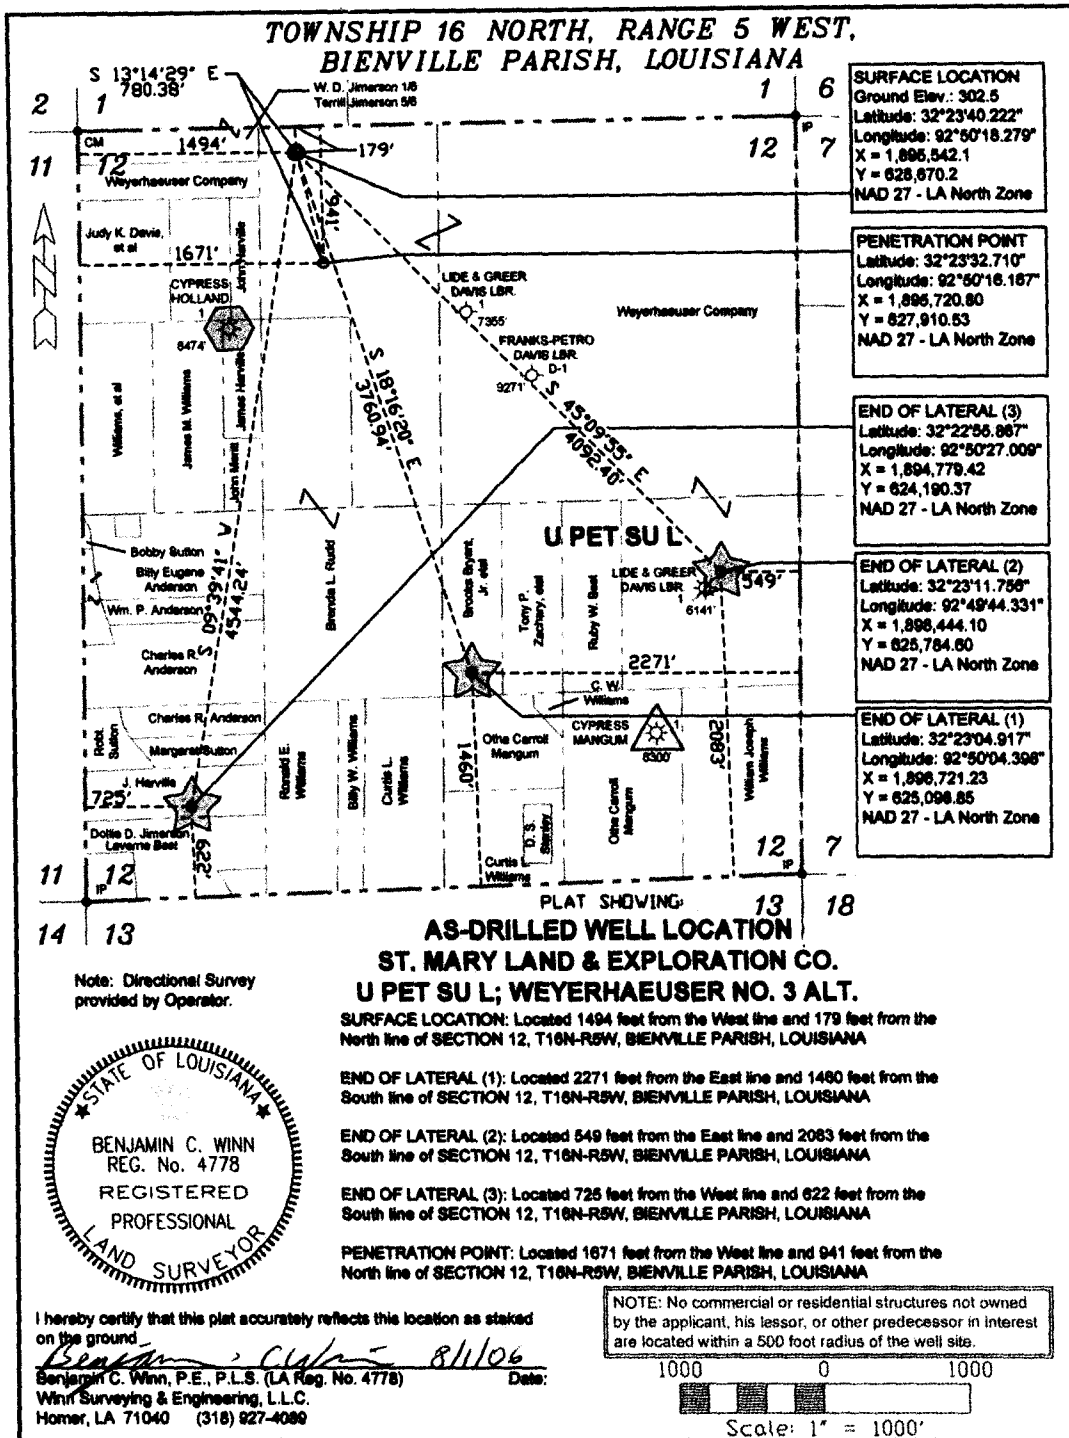 TOWNSHIP 16 NORTH, RANGE 5 WEST,
BIENVILLE PARISH, LOUISIANA
S 13°14'29" E
780.38'
W. D. Jimerson 1/6
Terrill Jimerson 5/6
2
1
1
6
CM
IP
1494'
179'
11
12
12
7
Weyerhaeuser Company
941'
Judy K. Davis,
et al
John Harville
1671'
CYPRESS
HOLLAND
1
8474'
LIDE & GREER
DAVIS LBR.
1
7355'
Weyerhaeuser Company
FRANKS-PETRO
DAVIS LBR.
D-1
9271'
S 18°16'20" E
3760.94'
S 45°09'55" E
4092.40'
Williams, et al
James M. Williams
James Harville
John Merritt
S 09°39'41" W
4544.24'
Bobby Sutton
Billy Eugene
Anderson
Wm. P. Anderson
Charles R.
Anderson
Brenda L. Rudd
Brooks Bryant,
Jr. etal
Tony P.
Zachary, etal
Ruby W. Best
U PET SU L
LIDE & GREER
DAVIS LBR.
6141'
549'
2271'
C. W.
Williams
Robt.
Sutton
Charles R. Anderson
Margaret Sutton
J. Harville
725'
Dollie D. Jimerson
Laverne Best
622'
Ronald E.
Williams
Billy W. Williams
Curtis L.
Williams
1460'
Otha Carroll
Mangum
CYPRESS
MANGUM
1
8300'
2083'
William Joseph
Williams
D. S.
Stanley
Otha Carroll
Mangum
Curtis L.
Williams
11
IP
12
12
IP
7
14
13
13
18
SURFACE LOCATION
Ground Elev.: 302.5
Latitude: 32°23'40.222"
Longitude: 92°50'18.279"
X = 1,895,542.1
Y = 628,670.2
NAD 27 - LA North Zone
PENETRATION POINT
Latitude: 32°23'32.710"
Longitude: 92°50'16.167"
X = 1,895,720.80
Y = 627,910.53
NAD 27 - LA North Zone
END OF LATERAL (3)
Latitude: 32°22'55.867"
Longitude: 92°50'27.009"
X = 1,894,779.42
Y = 624,190.37
NAD 27 - LA North Zone
END OF LATERAL (2)
Latitude: 32°23'11.756"
Longitude: 92°49'44.331"
X = 1,898,444.10
Y = 625,784.60
NAD 27 - LA North Zone
END OF LATERAL (1)
Latitude: 32°23'04.917"
Longitude: 92°50'04.396"
X = 1,896,721.23
Y = 625,098.85
NAD 27 - LA North Zone
PLAT SHOWING:
AS-DRILLED WELL LOCATION
ST. MARY LAND & EXPLORATION CO.
U PET SU L; WEYERHAEUSER NO. 3 ALT.
Note: Directional Survey
provided by Operator.
SURFACE LOCATION: Located 1494 feet from the West line and 179 feet from the
North line of SECTION 12, T16N-R5W, BIENVILLE PARISH, LOUISIANA
END OF LATERAL (1): Located 2271 feet from the East line and 1460 feet from the
South line of SECTION 12, T16N-R5W, BIENVILLE PARISH, LOUISIANA
END OF LATERAL (2): Located 549 feet from the East line and 2083 feet from the
South line of SECTION 12, T16N-R5W, BIENVILLE PARISH, LOUISIANA
END OF LATERAL (3): Located 725 feet from the West line and 622 feet from the
South line of SECTION 12, T16N-R5W, BIENVILLE PARISH, LOUISIANA
PENETRATION POINT: Located 1671 feet from the West line and 941 feet from the
North line of SECTION 12, T16N-R5W, BIENVILLE PARISH, LOUISIANA
STATE OF LOUISIANA
BENJAMIN C. WINN
REG. No. 4778
REGISTERED
PROFESSIONAL
LAND SURVEYOR
I hereby certify that this plat accurately reflects this location as staked
on the ground
Benjamin C. Winn 8/1/06
Benjamin C. Winn, P.E., P.L.S. (LA Reg. No. 4778) Date:
Winn Surveying & Engineering, L.L.C.
Homer, LA 71040 (318) 927-4089
NOTE: No commercial or residential structures not owned
by the applicant, his lessor, or other predecessor in interest
are located within a 500 foot radius of the well site.
1000 0 1000
Scale: 1" = 1000'